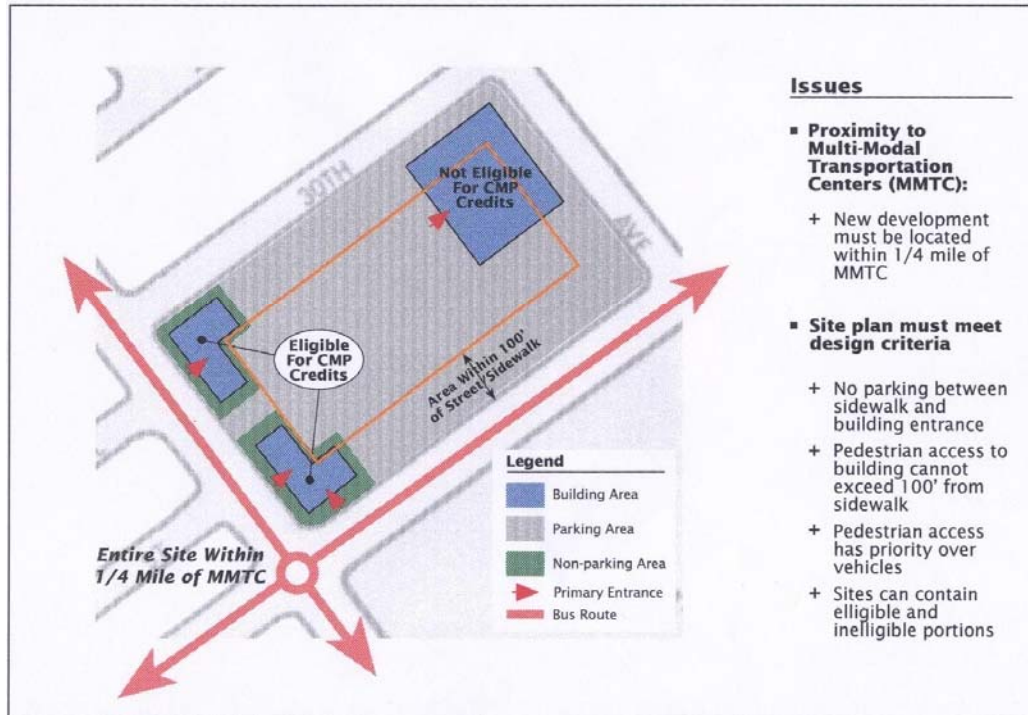 30TH
AVE
Not Eligible
For CMP
Credits
Eligible
For CMP
Credits
Area Within 100'
of Street/Sidewalk
Entire Site Within
1/4 Mile of MMTC
Legend
Building Area
Parking Area
Non-parking Area
Primary Entrance
Bus Route
Issues
▪ Proximity to
Multi-Modal
Transportation
Centers (MMTC):
+ New development
must be located
within 1/4 mile of
MMTC
▪ Site plan must meet
design criteria
+ No parking between
sidewalk and
building entrance
+ Pedestrian access to
building cannot
exceed 100' from
sidewalk
+ Pedestrian access
has priority over
vehicles
+ Sites can contain
elligible and
inelligible portions